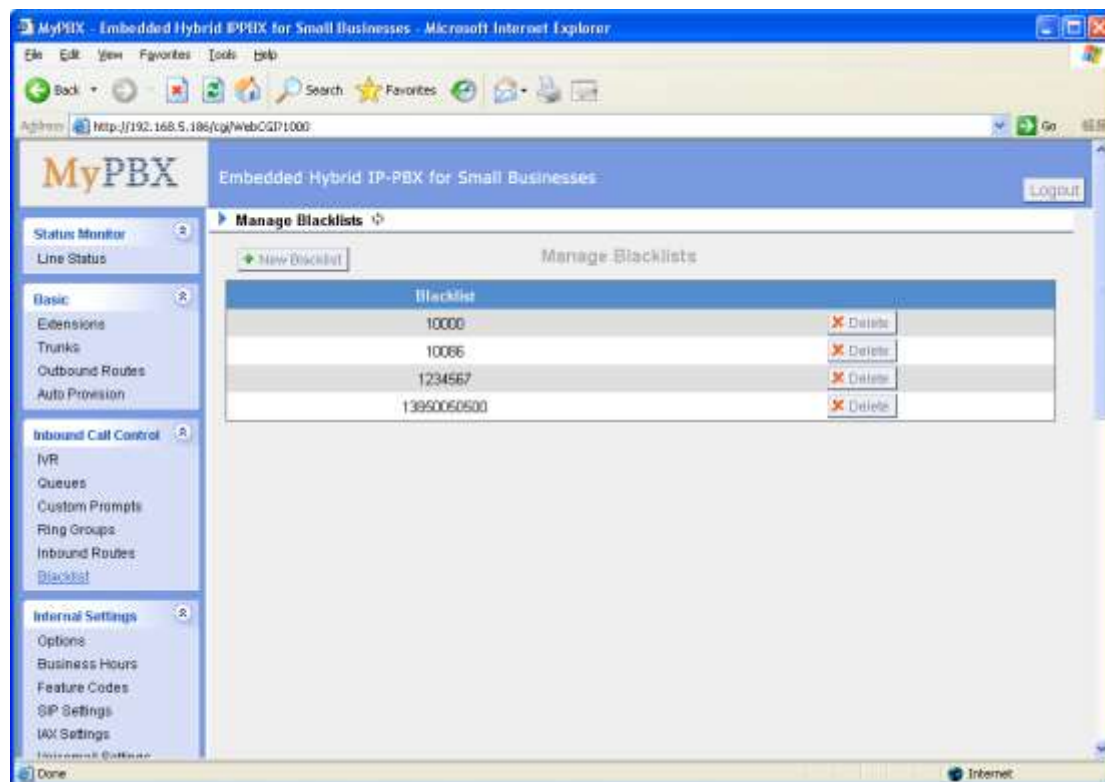 MyPBX - Embedded Hybrid IPPBX for Small Businesses - Microsoft Internet Explorer
File Edit View Favorites Tools Help
Back Search Favorites
Address http://192.168.5.186/cgi/WebCGI?1000 Go
MyPBX
Embedded Hybrid IP-PBX for Small Businesses
Logout
Manage Blacklists
Status Monitor
Line Status
New Blacklist
Manage Blacklists
Blacklist
10000 Delete
10086 Delete
1234567 Delete
13950050500 Delete
Basic
Extensions
Trunks
Outbound Routes
Auto Provision
Inbound Call Control
IVR
Queues
Custom Prompts
Ring Groups
Inbound Routes
Blacklist
Internal Settings
Options
Business Hours
Feature Codes
SIP Settings
IAX Settings
Voicemail Settings
Done
Internet